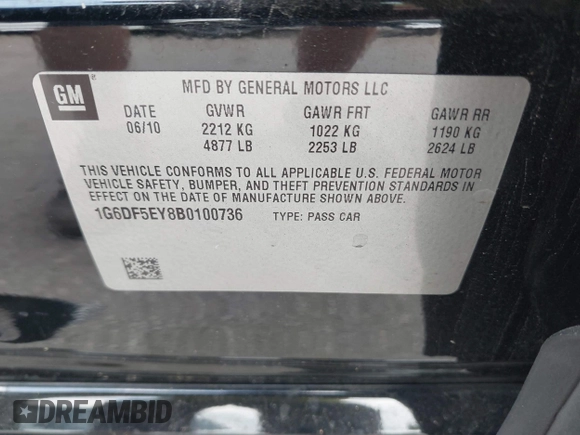 GM
MFD BY GENERAL MOTORS LLC
DATE GVWR GAWR FRT GAWR RR
06/10 2212 KG 1022 KG 1190 KG
4877 LB 2253 LB 2624 LB
THIS VEHICLE CONFORMS TO ALL APPLICABLE U.S. FEDERAL MOTOR
VEHICLE SAFETY, BUMPER, AND THEFT PREVENTION STANDARDS IN
EFFECT ON THE DATE OF MANUFACTURE SHOWN ABOVE.
1G6DF5EY8B0100736 TYPE: PASS CAR
DREAMBID